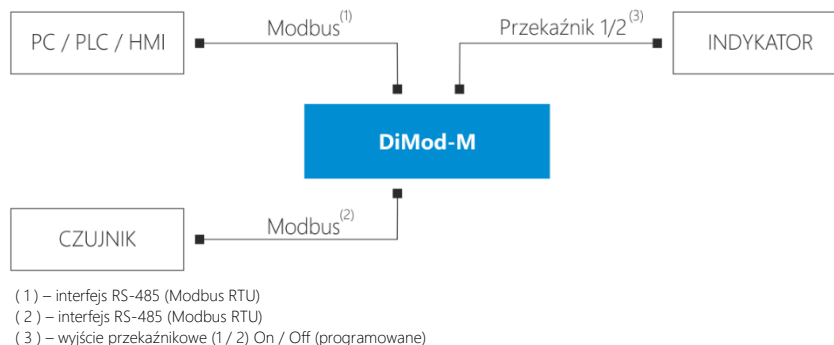 PC / PLC / HMI
Modbus(1)
Przekaźnik 1/2(3)
INDYKATOR
DiMod-M
CZUJNIK
Modbus(2)
( 1 ) – interfejs RS-485 (Modbus RTU)
( 2 ) – interfejs RS-485 (Modbus RTU)
( 3 ) – wyjście przekaźnikowe (1 / 2) On / Off (programowane)